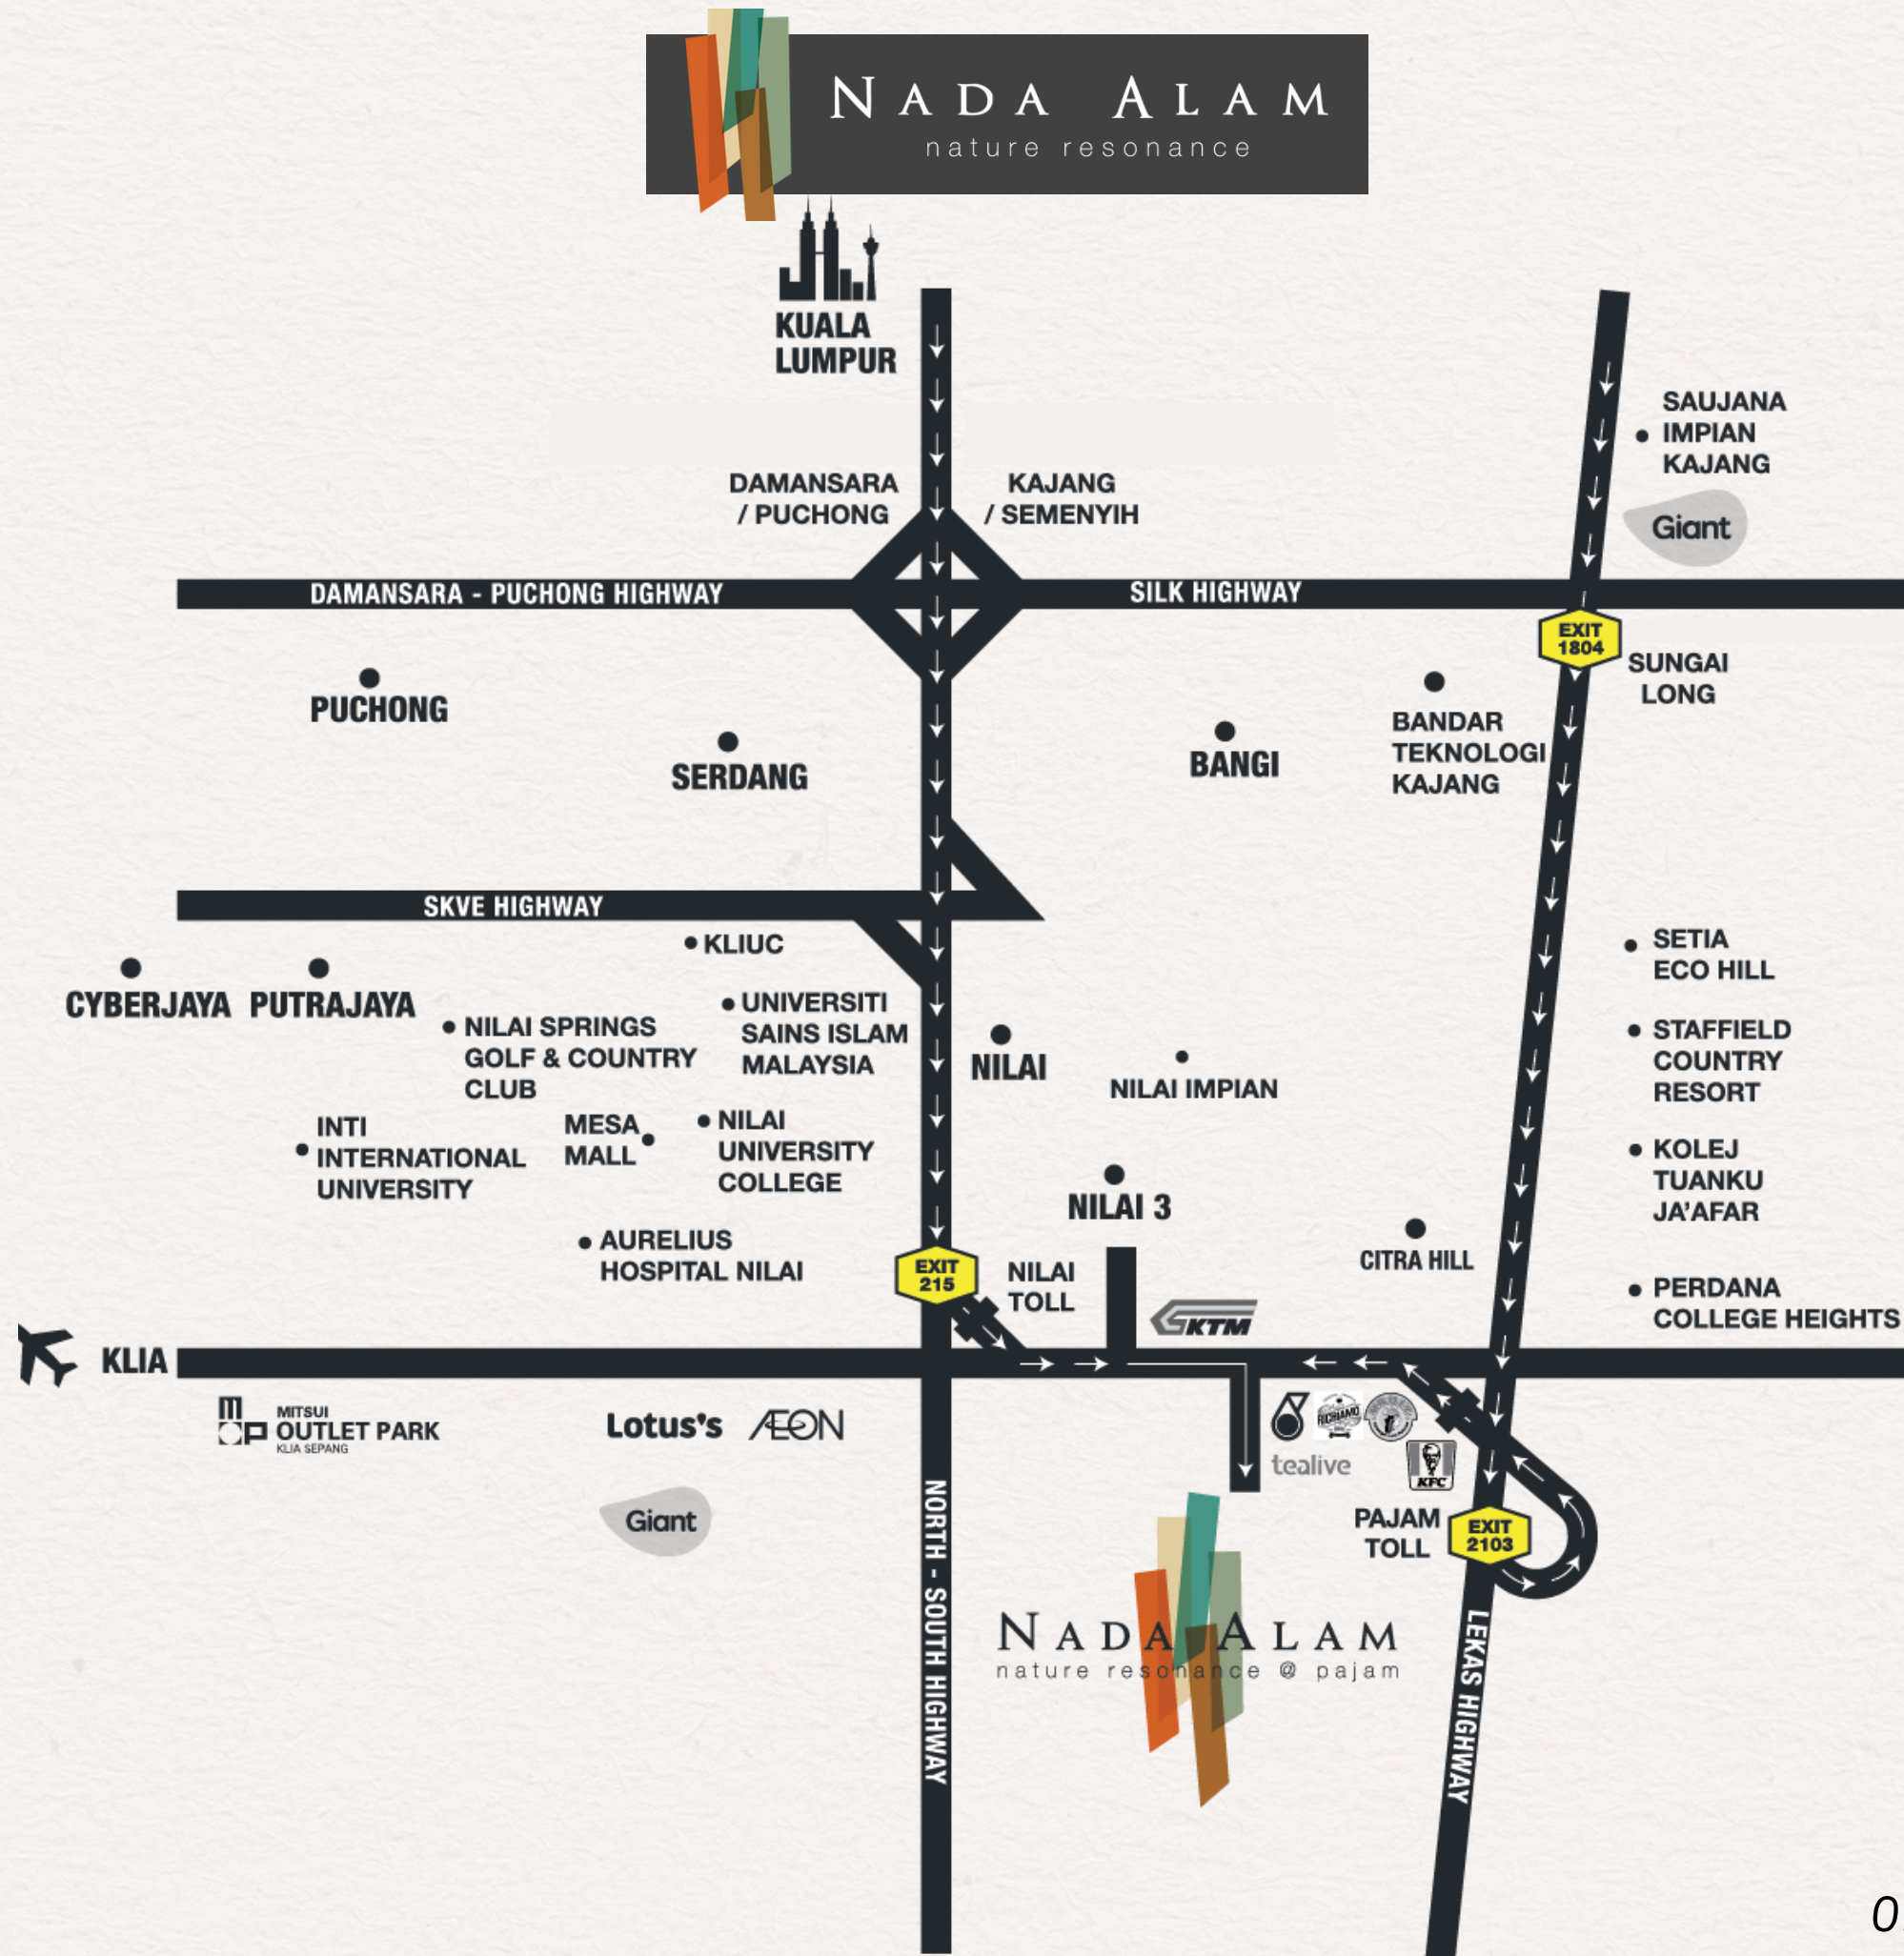 NADA ALAM
nature resonance
KUALA
LUMPUR
SAUJANA
IMPIAN
KAJANG
Giant
DAMANSARA
/ PUCHONG
KAJANG
/ SEMENYIH
DAMANSARA - PUCHONG HIGHWAY
SILK HIGHWAY
EXIT
1804
SUNGAI
LONG
PUCHONG
SERDANG
BANGI
BANDAR
TEKNOLOGI
KAJANG
SKVE HIGHWAY
KLIUC
SETIA
ECO HILL
CYBERJAYA
PUTRAJAYA
NILAI SPRINGS
GOLF & COUNTRY
CLUB
UNIVERSITI
SAINS ISLAM
MALAYSIA
NILAI
NILAI IMPIAN
STAFFIELD
COUNTRY
RESORT
INTI
INTERNATIONAL
UNIVERSITY
MESA
MALL
NILAI
UNIVERSITY
COLLEGE
NILAI 3
KOLEJ
TUANKU
JA'AFAR
AURELIUS
HOSPITAL NILAI
EXIT
215
NILAI
TOLL
CITRA HILL
PERDANA
COLLEGE HEIGHTS
KTM
KLIA
MITSUI
OUTLET PARK
KLIA SEPANG
Lotus's
ÆON
Giant
RICHIAMO
tealive
KFC
PAJAM
TOLL
EXIT
2103
NORTH - SOUTH HIGHWAY
LEKAS HIGHWAY
NADA ALAM
nature resonance @ pajam
0